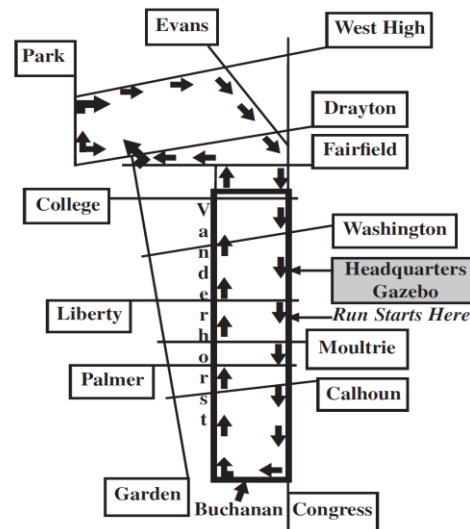 Evans
West High
Park
Drayton
Fairfield
College
Vanderhorst
Washington
Headquarters
Gazebo
Run Starts Here
Liberty
Moultrie
Palmer
Calhoun
Garden
Buchanan
Congress